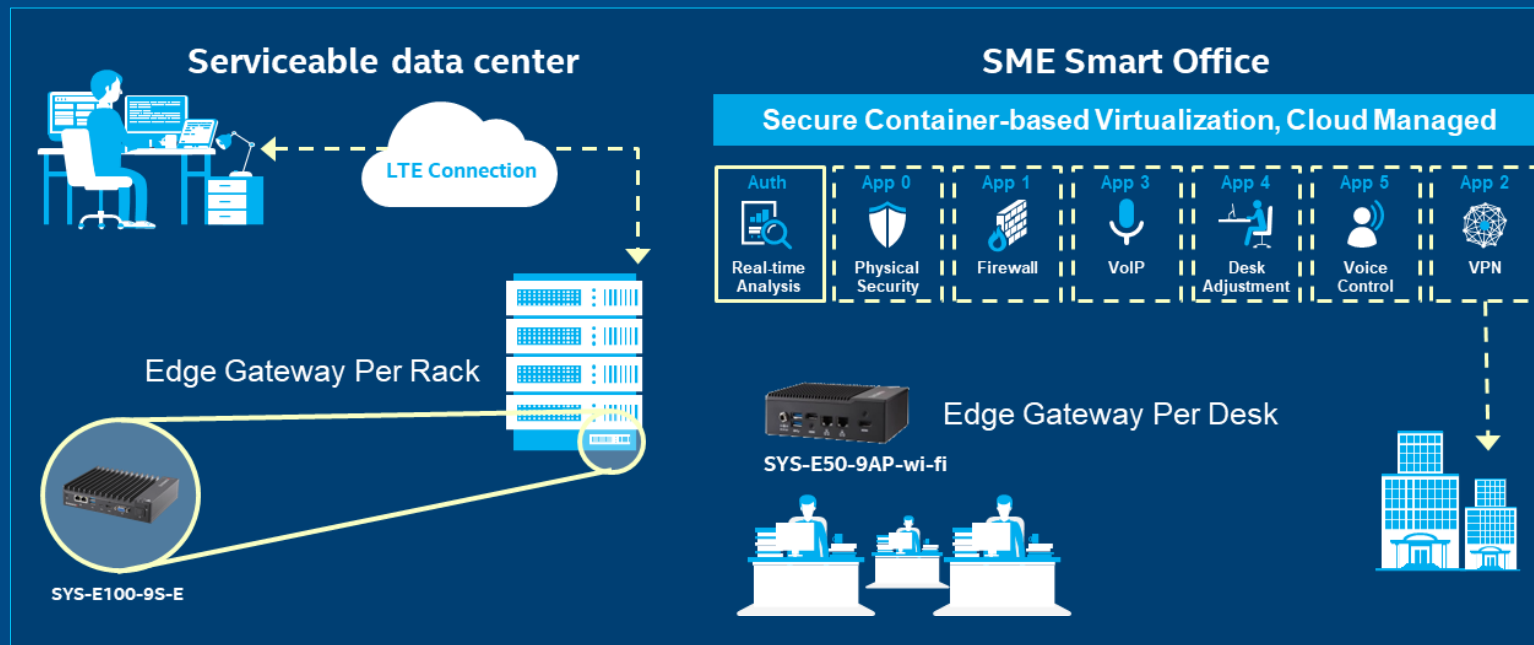 Serviceable data center
LTE Connection
Edge Gateway Per Rack
SYS-E100-9S-E
SME Smart Office
Secure Container-based Virtualization, Cloud Managed
Auth
Real-time
Analysis
App 0
Physical
Security
App 1
Firewall
App 3
VoIP
App 4
Desk
Adjustment
App 5
Voice
Control
App 2
VPN
Edge Gateway Per Desk
SYS-E50-9AP-wi-fi